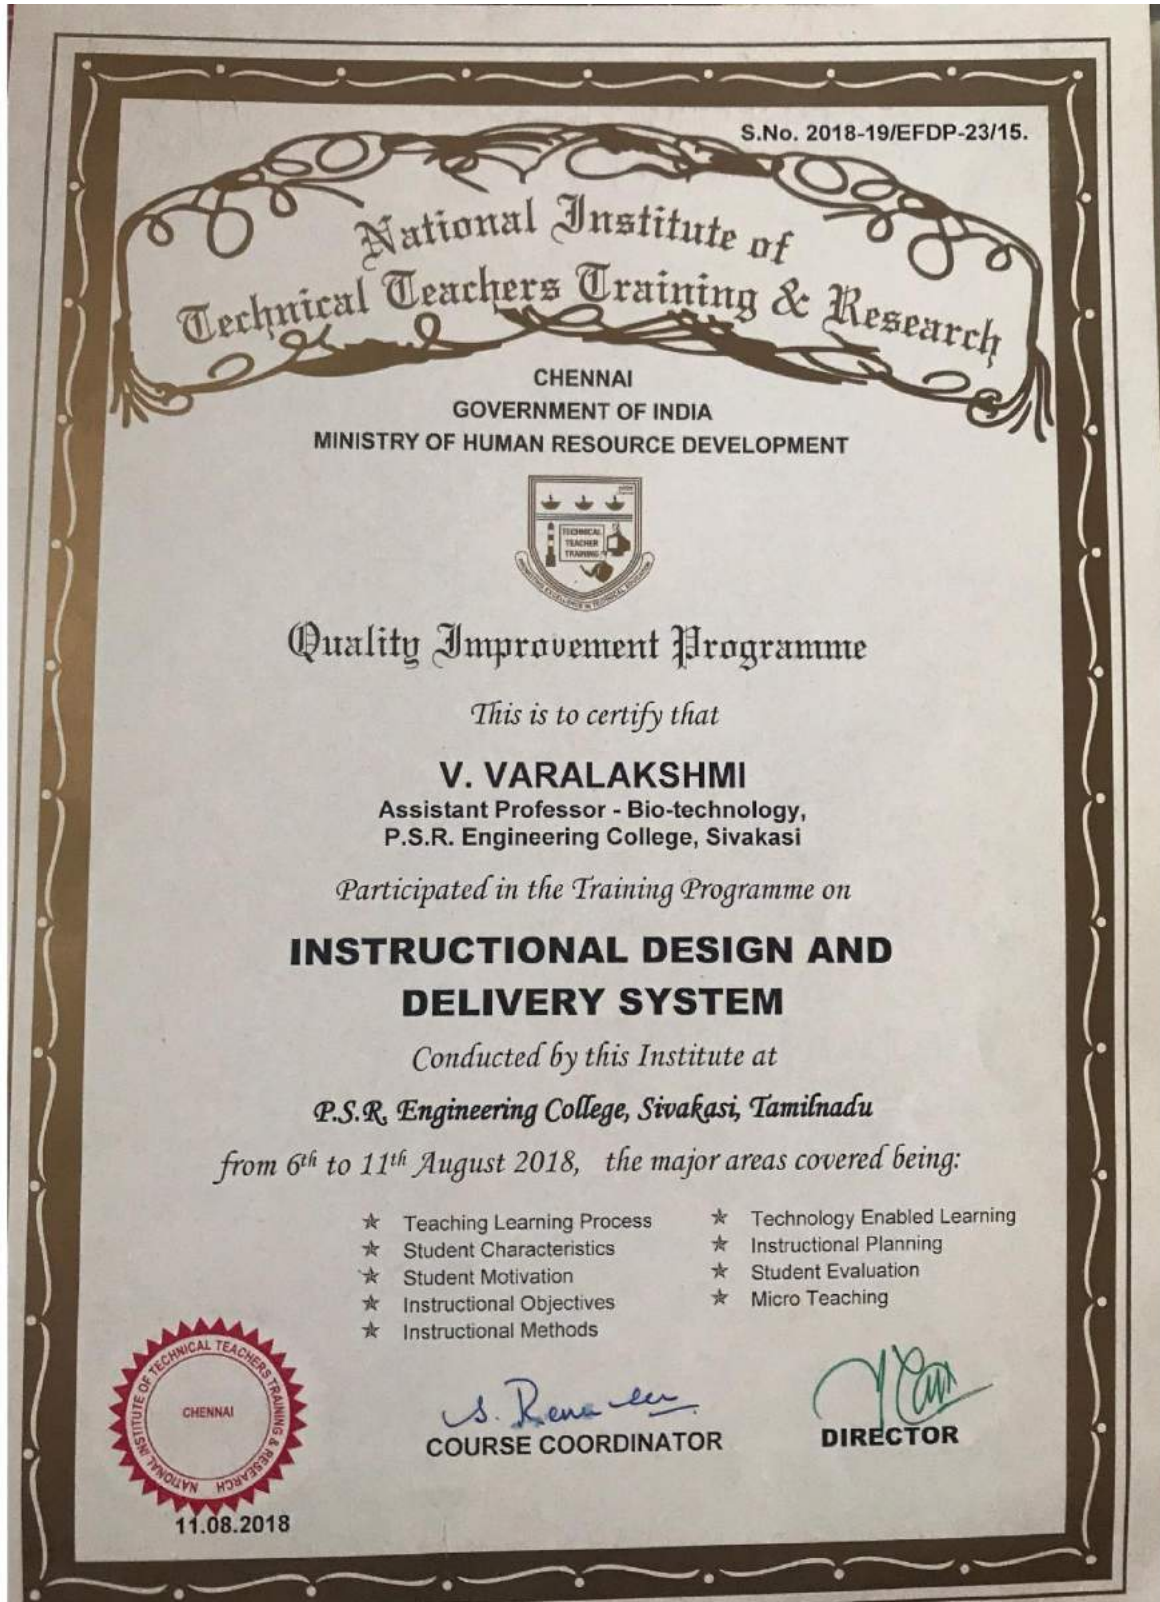 S.No. 2018-19/EFDP-23/15.
National Institute of
Technical Teachers Training & Research
CHENNAI
GOVERNMENT OF INDIA
MINISTRY OF HUMAN RESOURCE DEVELOPMENT
TECHNICAL
TEACHER
TRAINING
Quality Improvement Programme
This is to certify that
V. VARALAKSHMI
Assistant Professor - Bio-technology,
P.S.R. Engineering College, Sivakasi
Participated in the Training Programme on
INSTRUCTIONAL DESIGN AND
DELIVERY SYSTEM
Conducted by this Institute at
P.S.R. Engineering College, Sivakasi, Tamilnadu
from 6th to 11th August 2018, the major areas covered being:
★ Teaching Learning Process
★ Student Characteristics
★ Student Motivation
★ Instructional Objectives
★ Instructional Methods
★ Technology Enabled Learning
★ Instructional Planning
★ Student Evaluation
★ Micro Teaching
NATIONAL INSTITUTE OF TECHNICAL TEACHERS TRAINING & RESEARCH
CHENNAI
COURSE COORDINATOR
DIRECTOR
11.08.2018